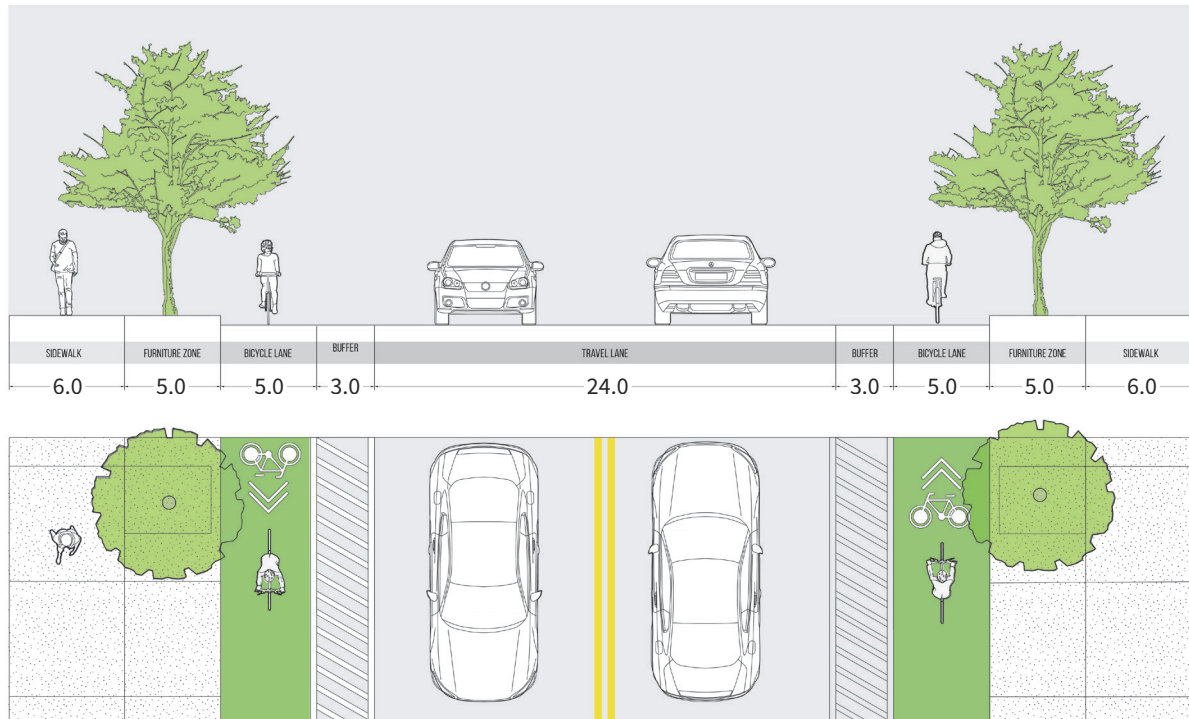 SIDEWALK FURNITURE ZONE BICYCLE LANE BUFFER TRAVEL LANE BUFFER BICYCLE LANE FURNITURE ZONE SIDEWALK
6.0 5.0 5.0 3.0 24.0 3.0 5.0 5.0 6.0